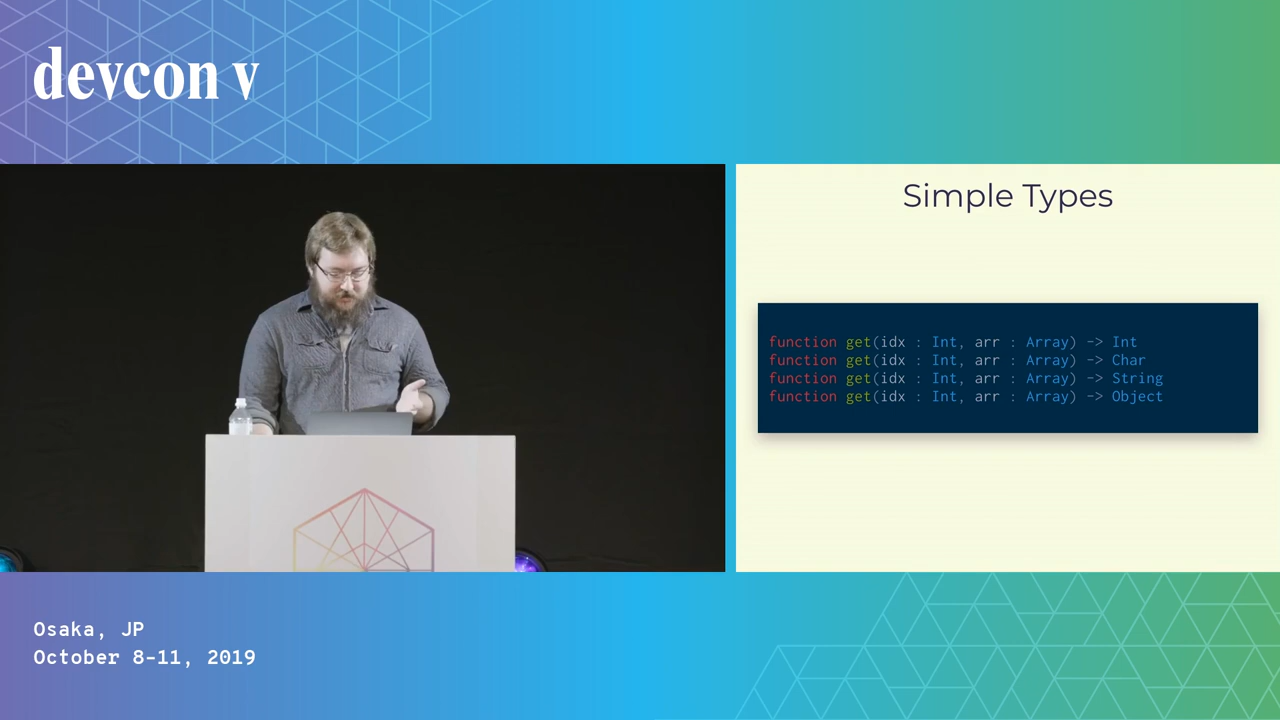 devcon v
Simple Types
function get(idx : Int, arr : Array) -> Int
function get(idx : Int, arr : Array) -> Char
function get(idx : Int, arr : Array) -> String
function get(idx : Int, arr : Array) -> Object
Osaka, JP
October 8-11, 2019